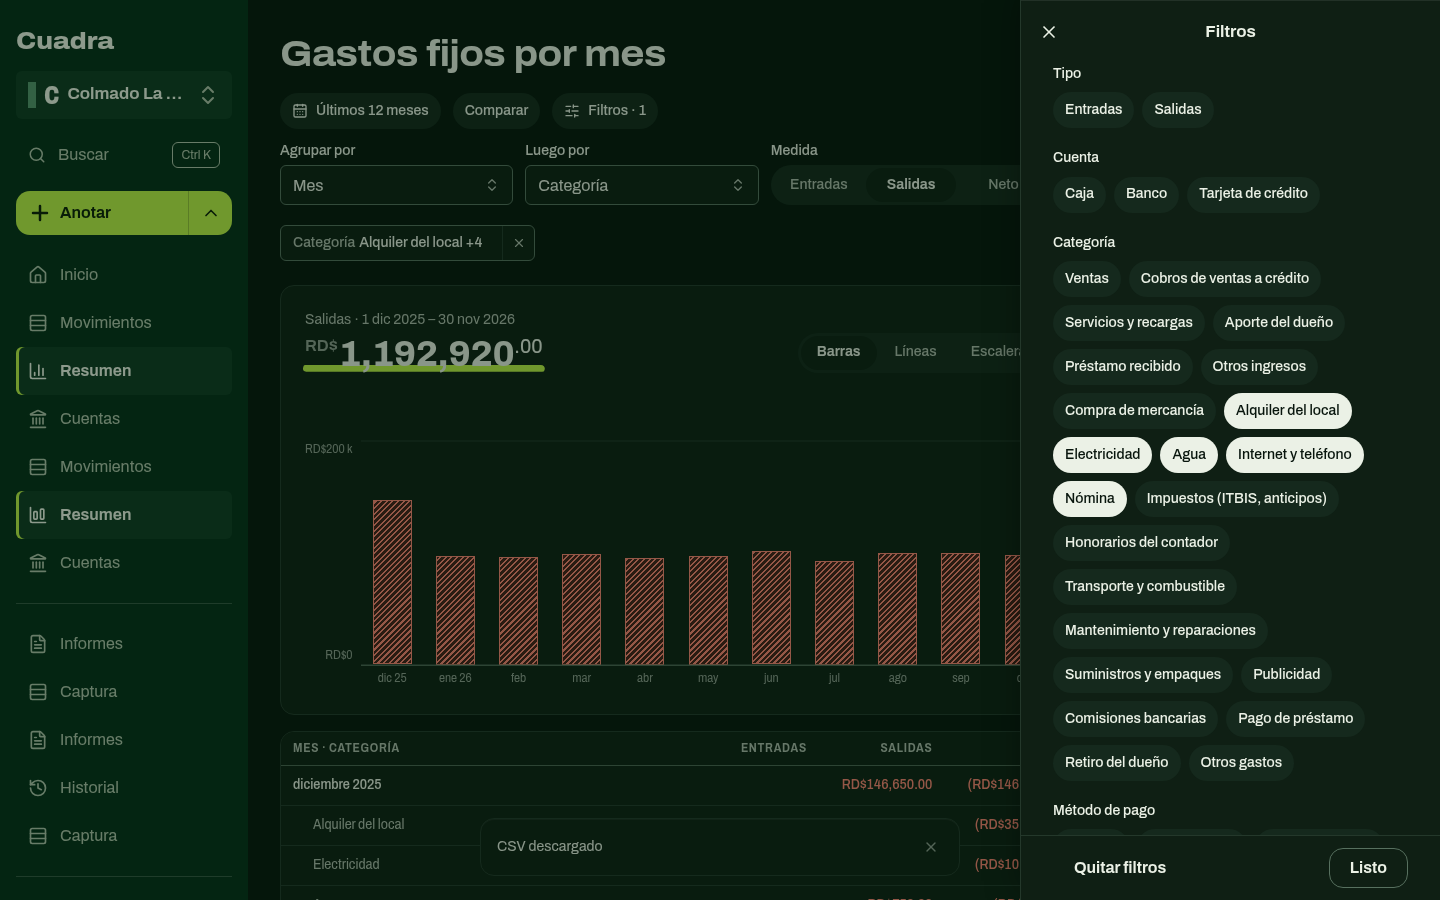 Cuadra
C Colmado La ...
Buscar Ctrl K
Anotar
Inicio
Movimientos
Resumen
Cuentas
Movimientos
Resumen
Cuentas
Informes
Captura
Informes
Historial
Captura
Gastos fijos por mes
Últimos 12 meses Comparar Filtros · 1
Agrupar por Luego por Medida
Mes Categoría Entradas Salidas Neto
Categoría Alquiler del local +4
Salidas · 1 dic 2025 – 30 nov 2026
RD$ 1,192,920.00
Barras Líneas Escalera
RD$200 k
RD$0
dic 25 ene 26 feb mar abr may jun jul ago sep
MES · CATEGORÍA ENTRADAS SALIDAS
diciembre 2025 RD$146,650.00 (RD$146
Alquiler del local (RD$35
Electricidad (RD$10
CSV descargado
Filtros
Tipo
Entradas Salidas
Cuenta
Caja Banco Tarjeta de crédito
Categoría
Ventas Cobros de ventas a crédito
Servicios y recargas Aporte del dueño
Préstamo recibido Otros ingresos
Compra de mercancía Alquiler del local
Electricidad Agua Internet y teléfono
Nómina Impuestos (ITBIS, anticipos)
Honorarios del contador
Transporte y combustible
Mantenimiento y reparaciones
Suministros y empaques Publicidad
Comisiones bancarias Pago de préstamo
Retiro del dueño Otros gastos
Método de pago
Quitar filtros Listo